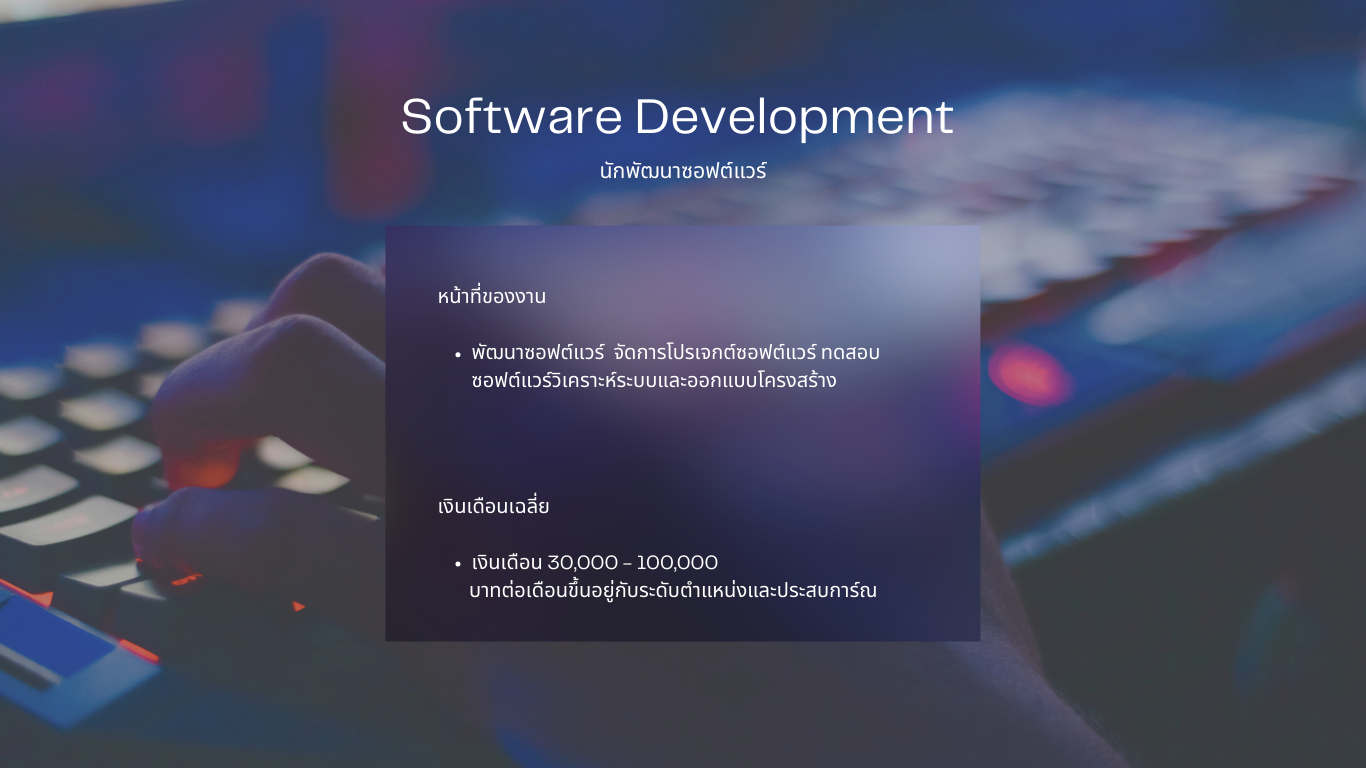 Software Development
นักพัฒนาซอฟต์แวร์
หน้าที่ของงาน
• พัฒนาซอฟต์แวร์ จัดการโปรเจกต์ซอฟต์แวร์ ทดสอบ
ซอฟต์แวร์วิเคราะห์ระบบและออกแบบโครงสร้าง
เงินเดือนเฉลี่ย
• เงินเดือน 30,000 – 100,000
บาทต่อเดือนขึ้นอยู่กับระดับตำแหน่งและประสบการ์ณ